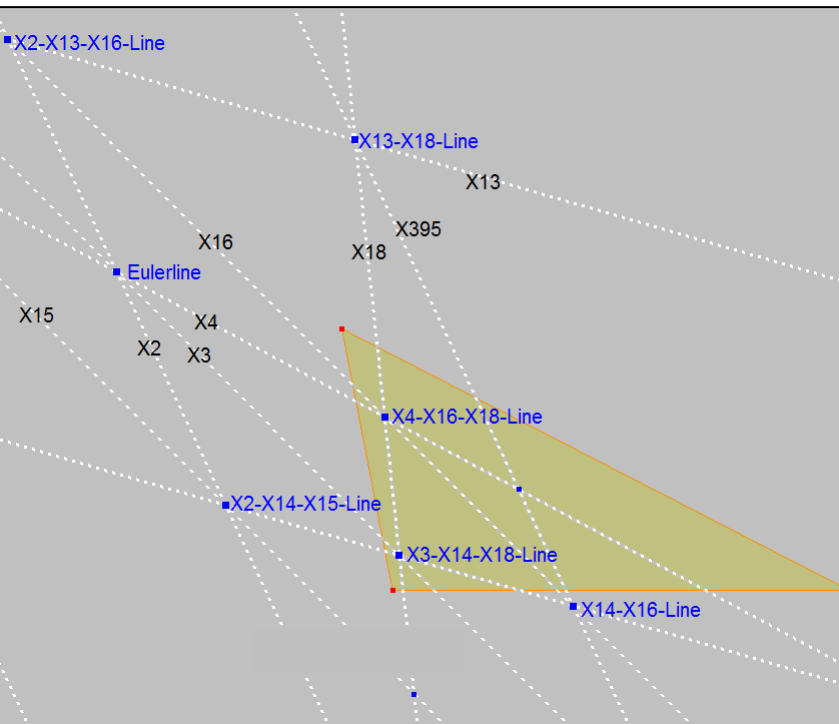 X2-X13-X16-Line
X13-X18-Line
X13
X395
X16
X18
Eulerline
X15
X4
X2
X3
X4-X16-X18-Line
X2-X14-X15-Line
X3-X14-X18-Line
X14-X16-Line